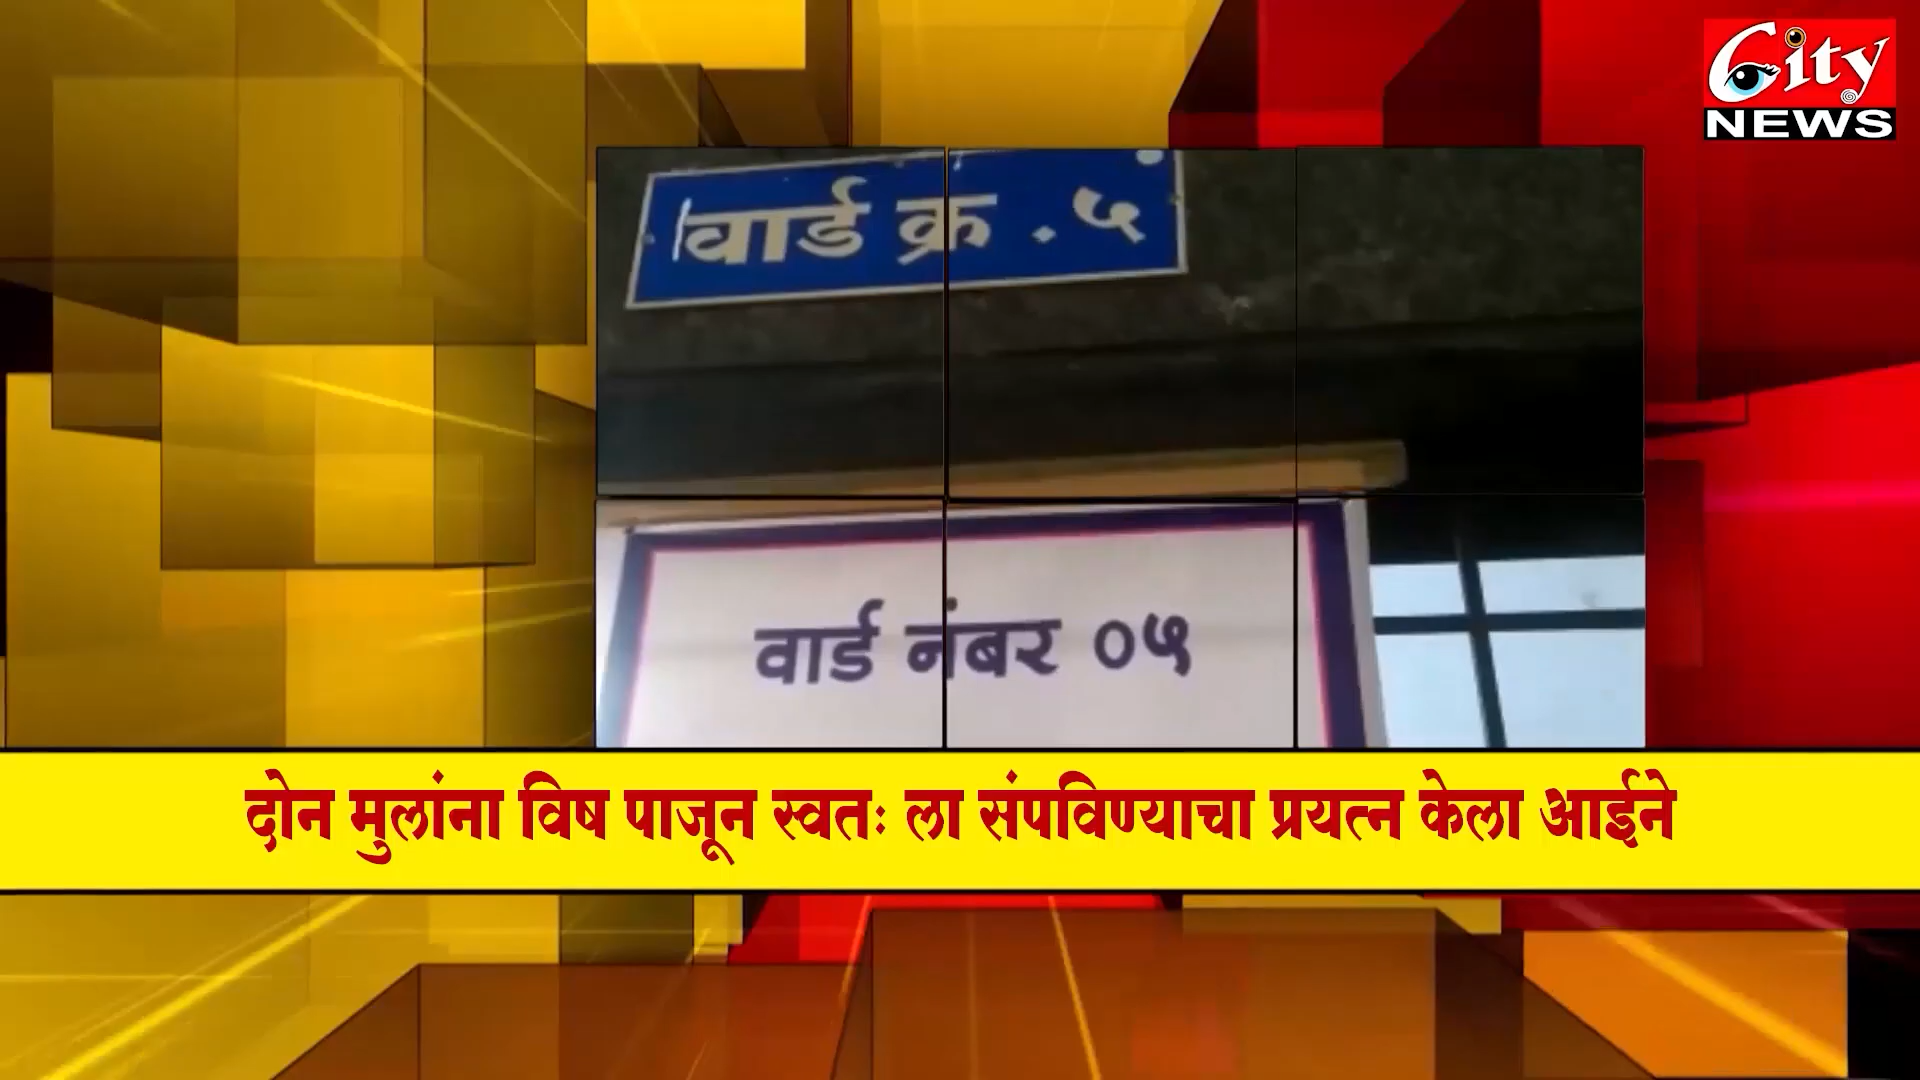 City
NEWS
वार्ड क्र . ५
वार्ड नंबर ०५
दोन मुलांना विष पाजून स्वतः ला संपविण्याचा प्रयत्न केला आईने